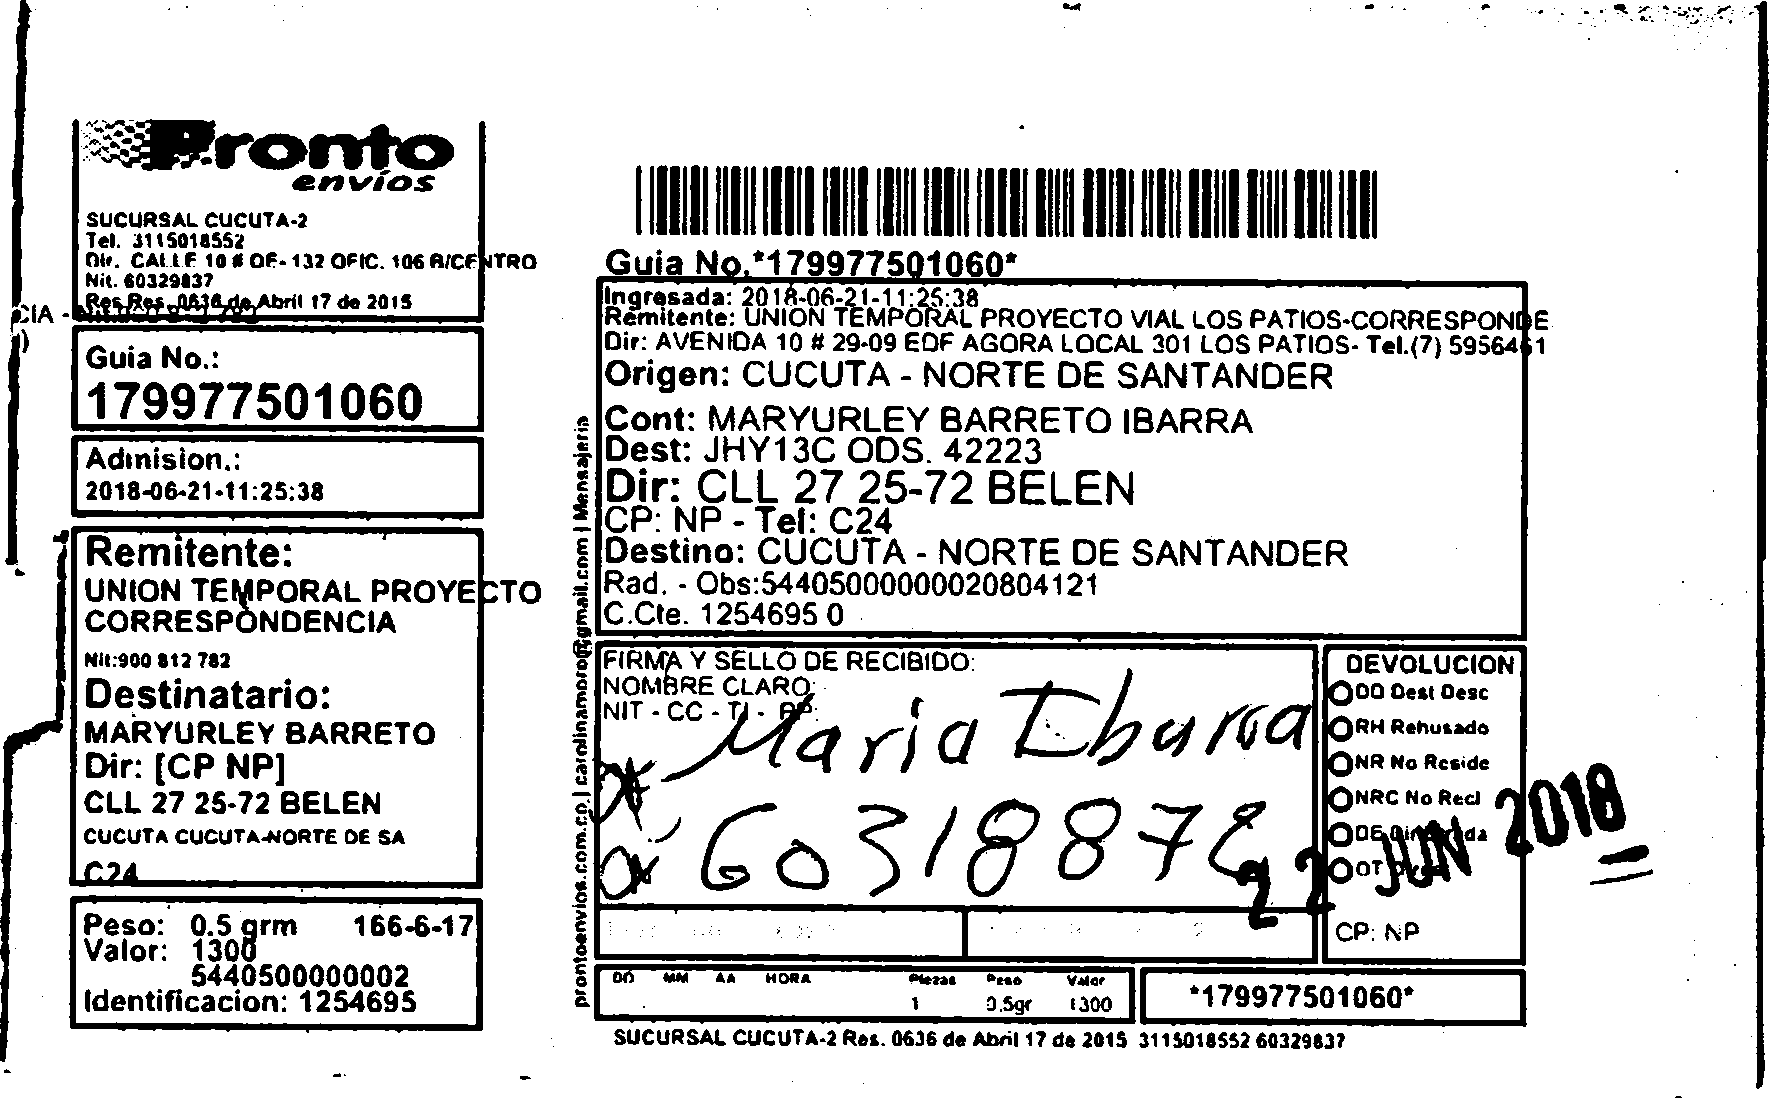 Pronto
envíos
SUCURSAL CUCUTA-2
Tel. 3115018552
Dir. CALLE 10 # OE- 132 OFIC. 106 B/CENTRO
Nit. 60329837
Res Res. 0636 de Abril 17 de 2015
CIA -
Guia No.:
179977501060
Admision.:
2018-06-21-11:25:38
Remitente:
UNION TEMPORAL PROYECTO
CORRESPONDENCIA
Nit:900 812 782
Destinatario:
MARYURLEY BARRETO
Dir: [CP NP]
CLL 27 25-72 BELEN
CUCUTA CUCUTA-NORTE DE SA
C24
Peso: 0.5 grm 166-6-17
Valor: 1300
5440500000002
Identificacion: 1254695
prontoenvios.com.co | carolinamoro@gmail.com | Mensajeria
Guia No.*179977501060*
Ingresada: 2018-06-21-11:25:38
Remitente: UNION TEMPORAL PROYECTO VIAL LOS PATIOS-CORRESPONDE
Dir: AVENIDA 10 # 29-09 EDF AGORA LOCAL 301 LOS PATIOS- Tel.(7) 5956461
Origen: CUCUTA - NORTE DE SANTANDER
Cont: MARYURLEY BARRETO IBARRA
Dest: JHY13C ODS. 42223
Dir: CLL 27 25-72 BELEN
CP: NP - Tel: C24
Destino: CUCUTA - NORTE DE SANTANDER
Rad. - Obs:54405000000020804121
C.Cte. 1254695 0
FIRMA Y SELLO DE RECIBIDO:
NOMBRE CLARO:
NIT - CC - TI - RP:
Maria Ibarra
60318872
22 JUN 2018
DEVOLUCION
DD Dest Desc
RH Rehusado
NR No Reside
NRC No Recl
DE
OT
CP: NP
DD MM AA HORA Piezas Peso Valor
1 0.5gr 1300
*179977501060*
SUCURSAL CUCUTA-2 Res. 0636 de Abril 17 de 2015 3115018552 60329837